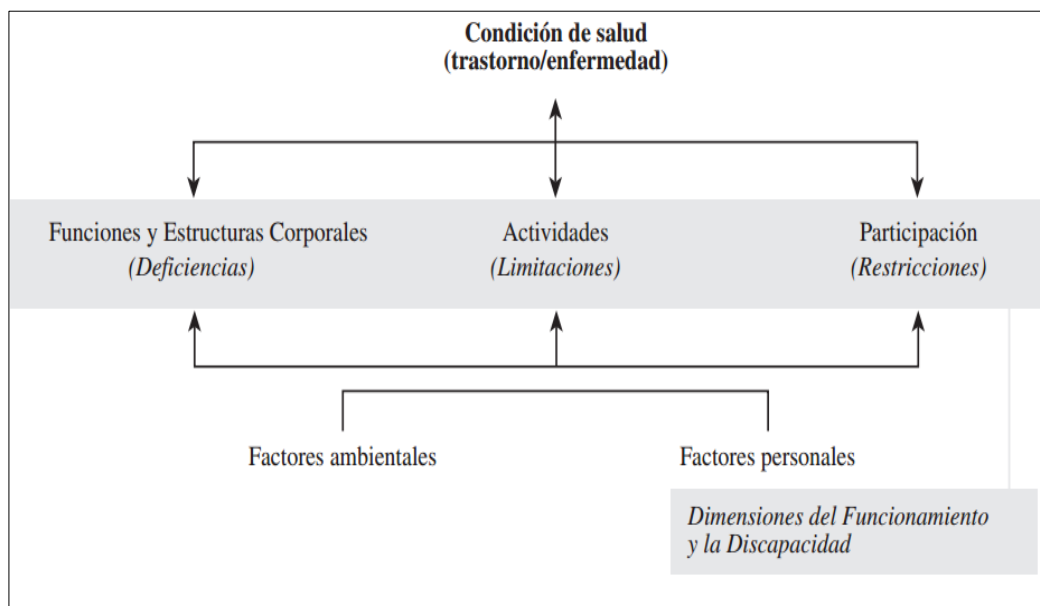 Condición de salud
(trastorno/enfermedad)
Funciones y Estructuras Corporales
(Deficiencias)
Actividades
(Limitaciones)
Participación
(Restricciones)
Factores ambientales
Factores personales
Dimensiones del Funcionamiento
y la Discapacidad